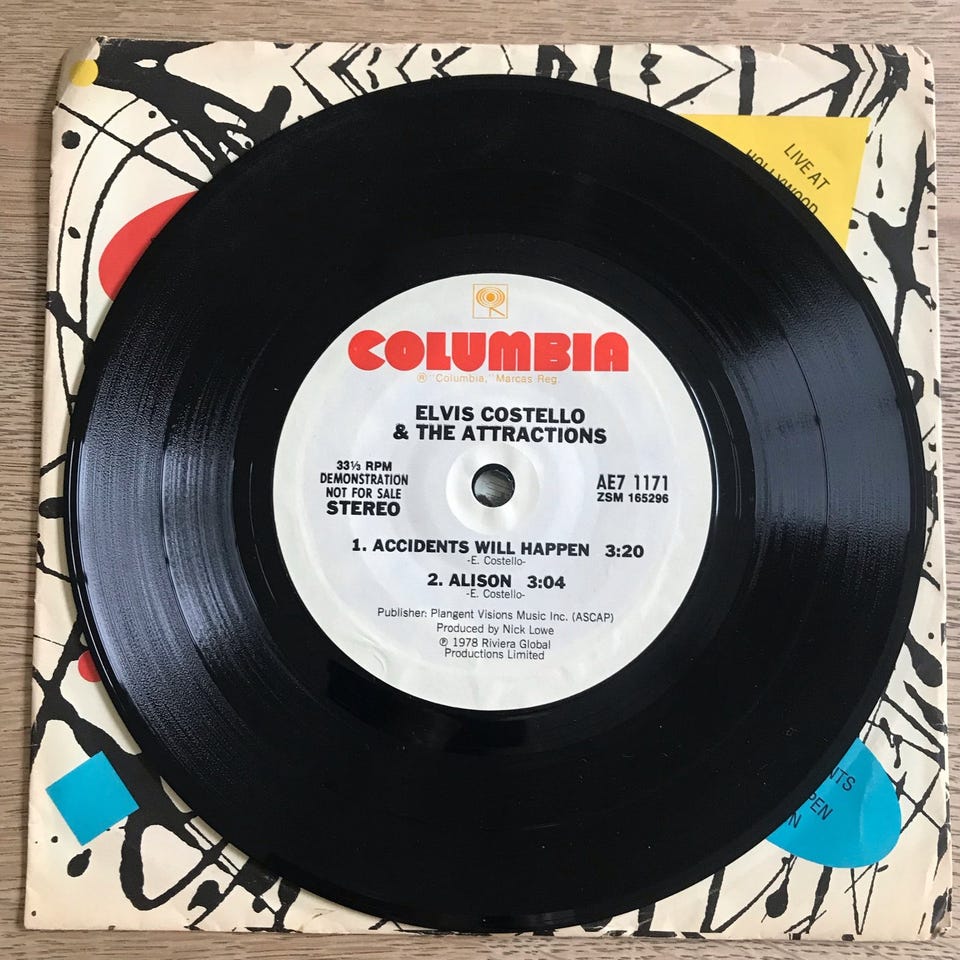 LIVE AT
HOLLYWOOD
COLUMBIA
® "Columbia," Marcas Reg.
ELVIS COSTELLO
& THE ATTRACTIONS
33⅓ RPM
DEMONSTRATION
NOT FOR SALE
STEREO
AE7 1171
ZSM 165296
1. ACCIDENTS WILL HAPPEN 3:20
-E. Costello-
2. ALISON 3:04
-E. Costello-
Publisher: Plangent Visions Music Inc. (ASCAP)
Produced by Nick Lowe
℗ 1978 Riviera Global
Productions Limited
NTS
PEN
N